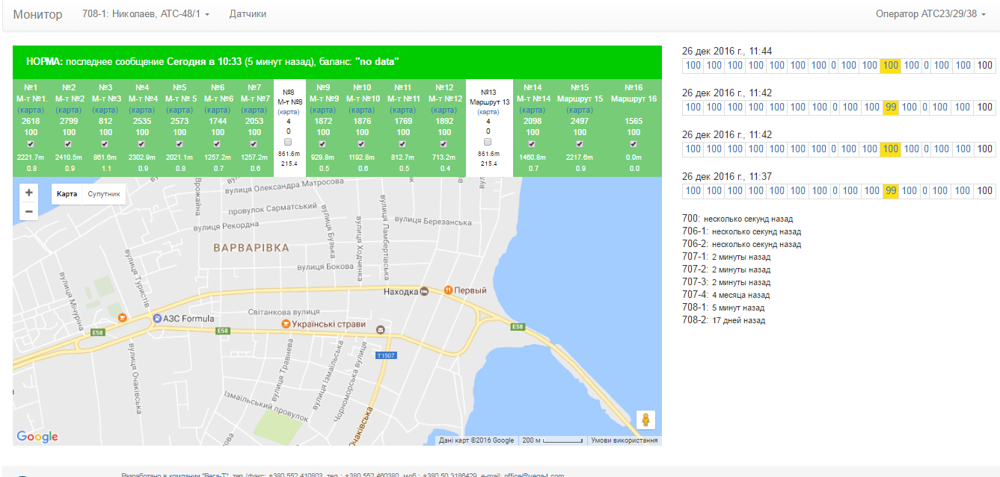 Монитор 708-1: Николаев, АТС-48/1 Датчики Оператор АТС23/29/38
НОРМА: последнее сообщение Сегодня в 10:33 (5 минут назад), баланс: "no data"
№1 №2 №3 №4 №5 №6 №7 №8 №9 №10 №11 №12 №13 №14 №15 №16
М-т №1. М-т №2 М-т №3 М-т №4 М-т № 5 М-т №6 М-т №7 М-т №8 М-т №9 М-т №10 М-т №11 М-т №12 Маршрут 13 М-т №14 Маршрут 15 Маршрут 16
(карта) (карта) (карта) (карта) (карта) (карта) (карта) (карта) (карта) (карта) (карта) (карта) (карта) (карта) (карта)
2618 2799 812 2535 2573 1744 2053 4 1872 1876 1769 1892 4 2098 2497 1565
100 100 100 100 100 100 100 0 100 100 100 100 0 100 100 100
2221.7m 2410.5m 861.6m 2302.9m 2021.1m 1257.2m 1257.2m 861.6m 929.8m 1192.8m 812.7m 713.2m 861.6m 1460.8m 2217.6m 0.0m
0.8 0.9 1.1 0.9 0.8 0.7 0.6 215.4 0.5 0.6 0.5 0.4 215.4 0.7 0.9 0.0
+
−
Карта Супутник
Врожайна
вул
вулиця Олександра Матросова
провулок Сарматський
вулиця Рекордна
вулиця Бузька
вулиця Ходченка
вулиця Ламбертівська
вулиця Березанська
ВАРВАРІВКА
вулиця Бокова
вулиця Туристів
вулиця Мічуріна
Находка
Первый
Світанкова вулиця
АЗС Formula
Українські страви
E58
E58
E58
T1507
вулиця Очаківська
вулиця Травнева
вулиця Ізмаїльська
Чорноморська вулиця
Ізмаїльський провулок
Очаківська
Google
Дані карт ©2016 Google 200 м Умови використання
26 дек 2016 г., 11:44
100 100 100 100 100 100 100 0 100 100 100 100 0 100 100 100
26 дек 2016 г., 11:42
100 100 100 100 100 100 100 0 100 100 99 100 0 100 100 100
26 дек 2016 г., 11:42
100 100 100 100 100 100 100 0 100 100 100 100 0 100 100 100
26 дек 2016 г., 11:37
100 100 100 100 100 100 100 0 100 100 99 100 0 100 100 100
700: несколько секунд назад
706-1: несколько секунд назад
706-2: несколько секунд назад
707-1: 2 минуты назад
707-2: 2 минуты назад
707-3: 2 минуты назад
707-4: 4 месяца назад
708-1: 5 минут назад
708-2: 17 дней назад
Разработано в компании "Вега-Т", тел./факс: +380 552 410803, тел.: +380 552 460380, моб.: +380 50 3186429, e-mail: office@vega-t.com